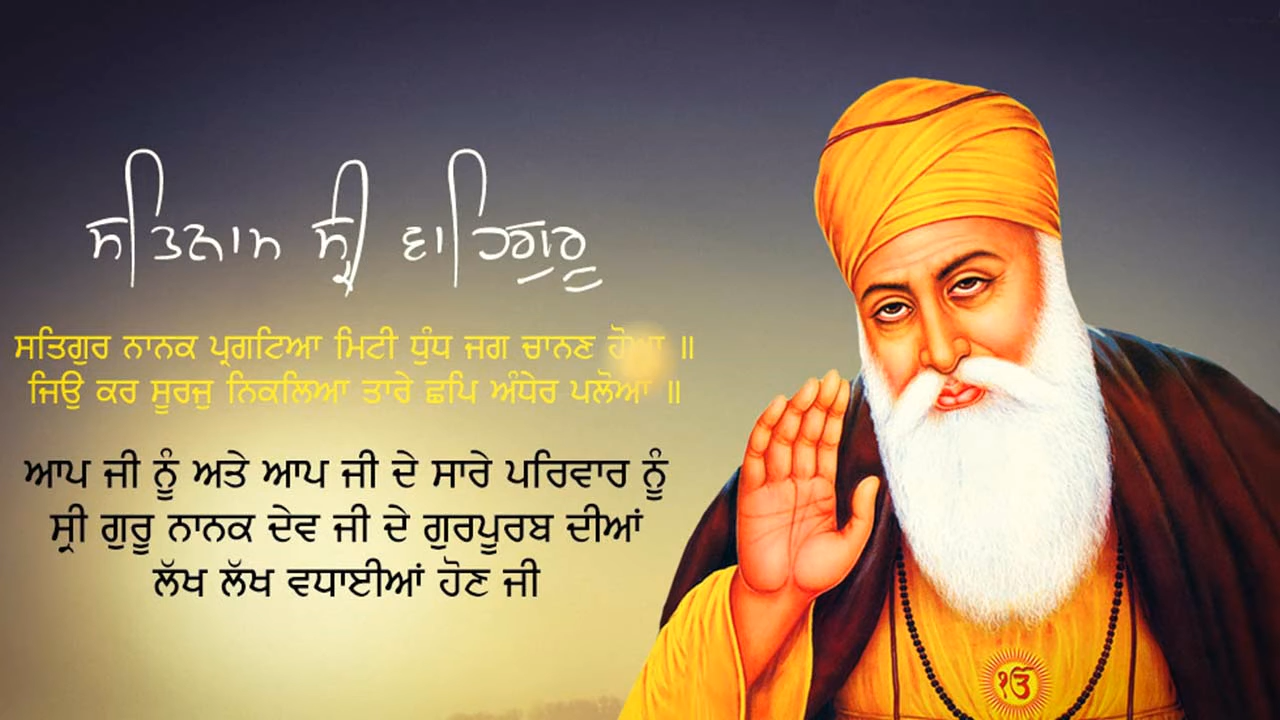 ਸਤਿਨਾਮ ਸ੍ਰੀ ਵਾਹਿਗੁਰੂ
ਸਤਿਗੁਰ ਨਾਨਕ ਪ੍ਰਗਟਿਆ ਮਿਟੀ ਧੁੰਧ ਜਗ ਚਾਨਣ ਹੋਆ ॥
ਜਿਉ ਕਰ ਸੂਰਜੁ ਨਿਕਲਿਆ ਤਾਰੇ ਛਪਿ ਅੰਧੇਰ ਪਲੋਆ ॥
ਆਪ ਜੀ ਨੂੰ ਅਤੇ ਆਪ ਜੀ ਦੇ ਸਾਰੇ ਪਰਿਵਾਰ ਨੂੰ
ਸ੍ਰੀ ਗੁਰੂ ਨਾਨਕ ਦੇਵ ਜੀ ਦੇ ਗੁਰਪੂਰਬ ਦੀਆਂ
ਲੱਖ ਲੱਖ ਵਧਾਈਆਂ ਹੋਣ ਜੀ
ੴ